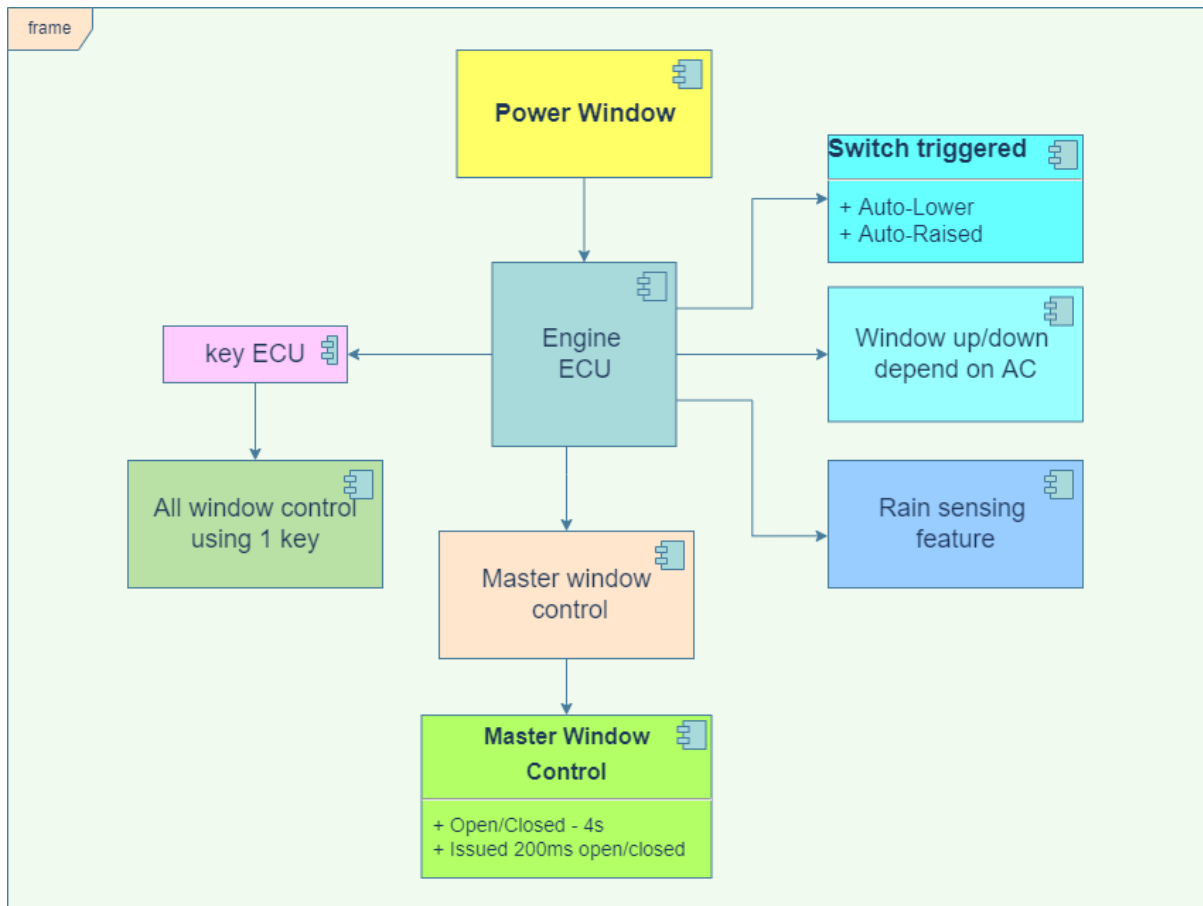 frame
Power Window
Switch triggered
+ Auto-Lower
+ Auto-Raised
Engine
ECU
Window up/down
depend on AC
key ECU
All window control
using 1 key
Rain sensing
feature
Master window
control
Master Window
Control
+ Open/Closed - 4s
+ Issued 200ms open/closed